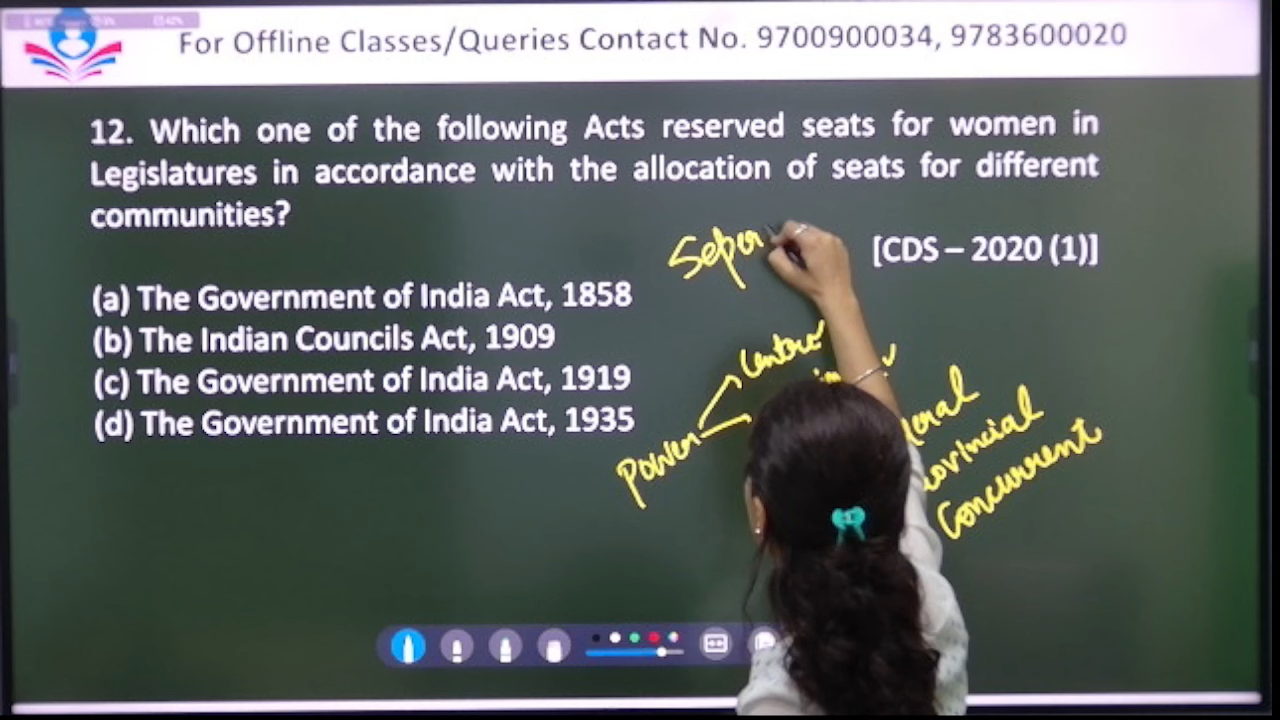 For Offline Classes/Queries Contact No. 9700900034, 9783600020
12. Which one of the following Acts reserved seats for women in
Legislatures in accordance with the allocation of seats for different
communities?
Seper
[CDS – 2020 (1)]
(a) The Government of India Act, 1858
(b) The Indian Councils Act, 1909
(c) The Government of India Act, 1919
(d) The Government of India Act, 1935
Centre
Power
Concurrent